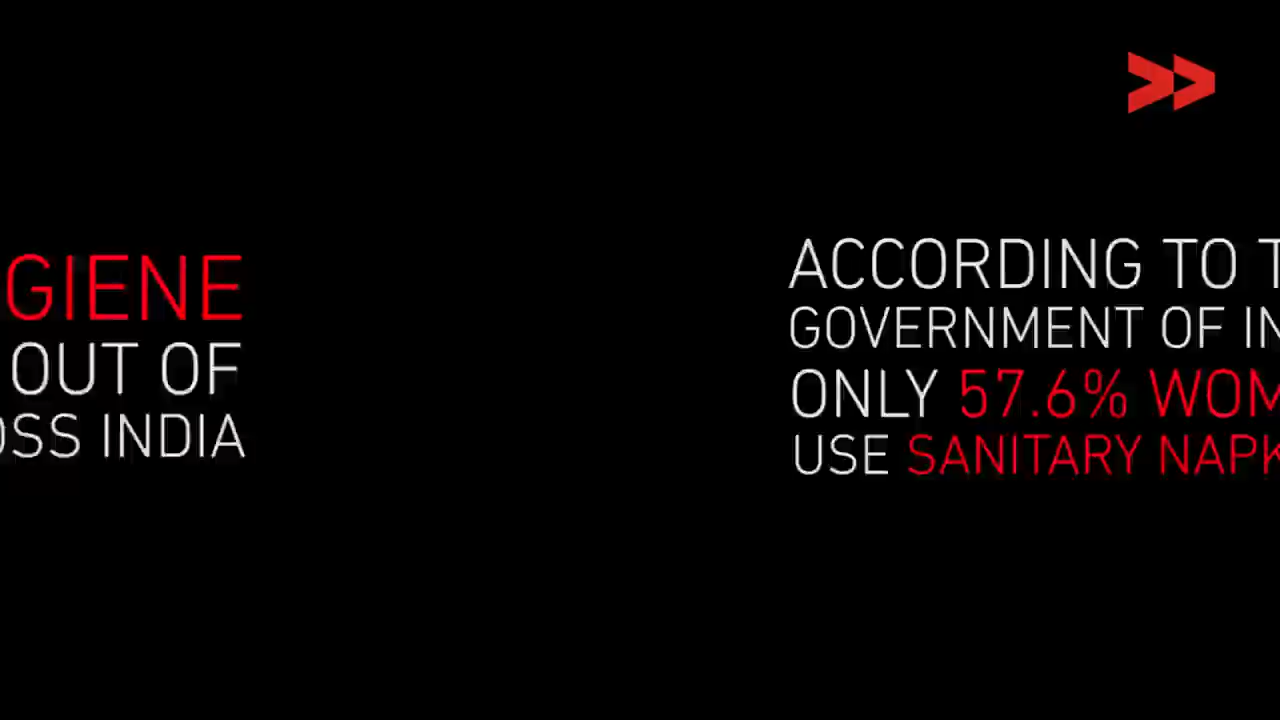 GIENE
OUT OF
OSS INDIA
ACCORDING TO T
GOVERNMENT OF IN
ONLY 57.6% WOM
USE SANITARY NAPK